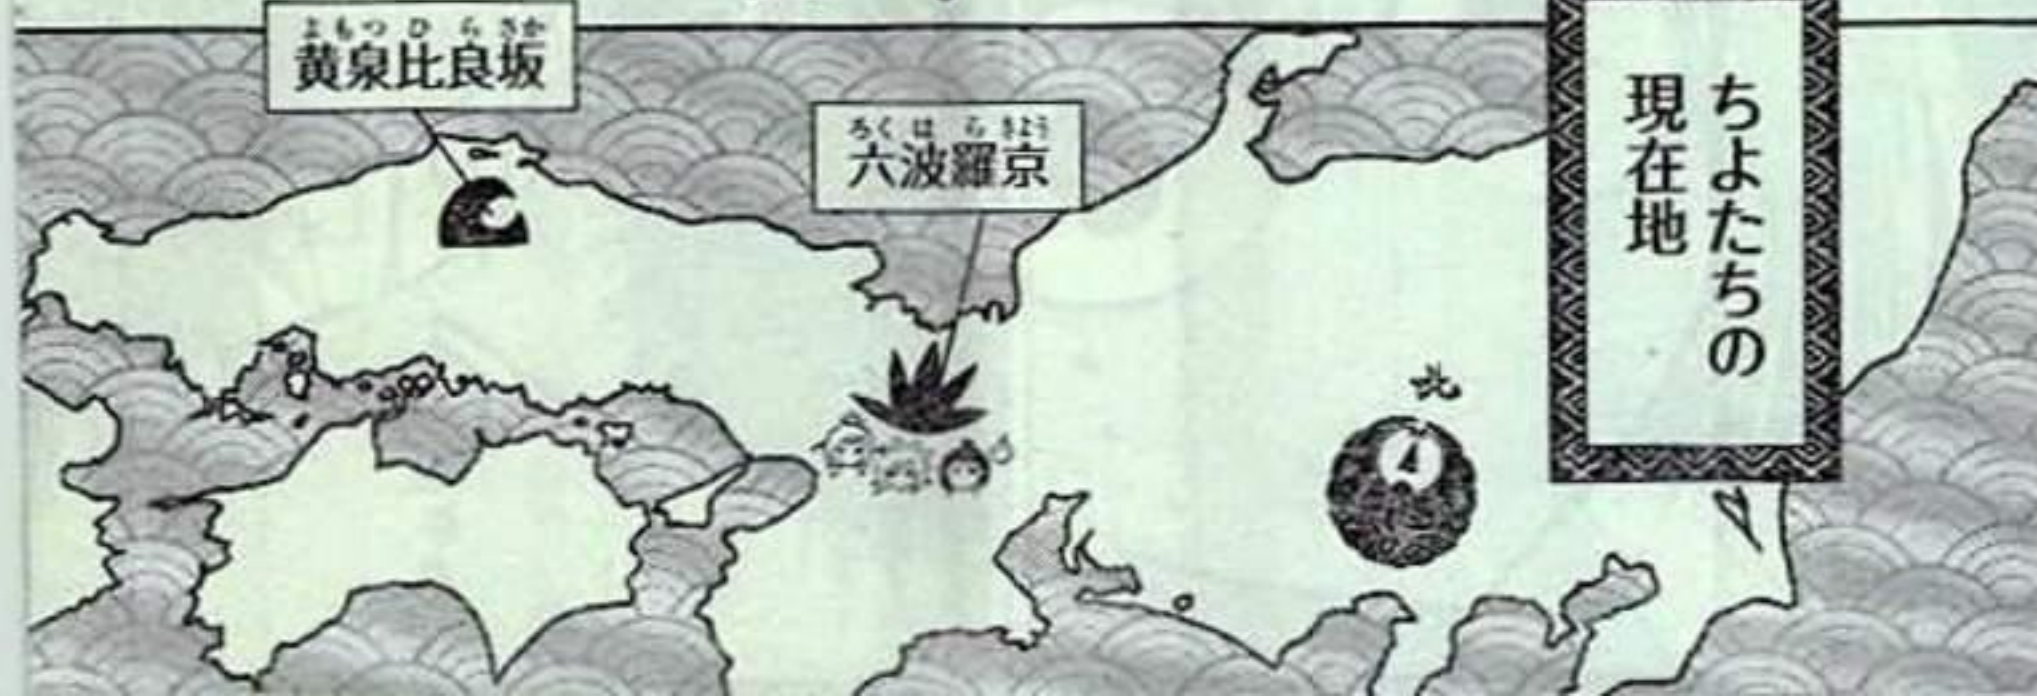 ちよたちの
現在地
ろくはらきょう
六波羅京
よもつひらさか
黄泉比良坂
北